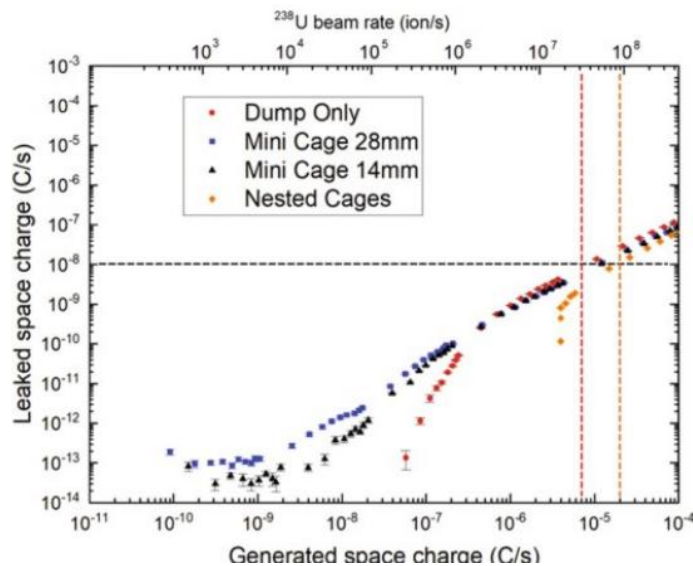 ²³⁸U beam rate (ion/s)
10³ 10⁴ 10⁵ 10⁶ 10⁷ 10⁸
10⁻³
10⁻⁴
10⁻⁵
10⁻⁶
10⁻⁷
10⁻⁸
10⁻⁹
10⁻¹⁰
10⁻¹¹
10⁻¹²
10⁻¹³
10⁻¹⁴
Leaked space charge (C/s)
Dump Only
Mini Cage 28mm
Mini Cage 14mm
Nested Cages
10⁻¹¹ 10⁻¹⁰ 10⁻⁹ 10⁻⁸ 10⁻⁷ 10⁻⁶ 10⁻⁵ 10⁻⁴
Generated space charge (C/s)